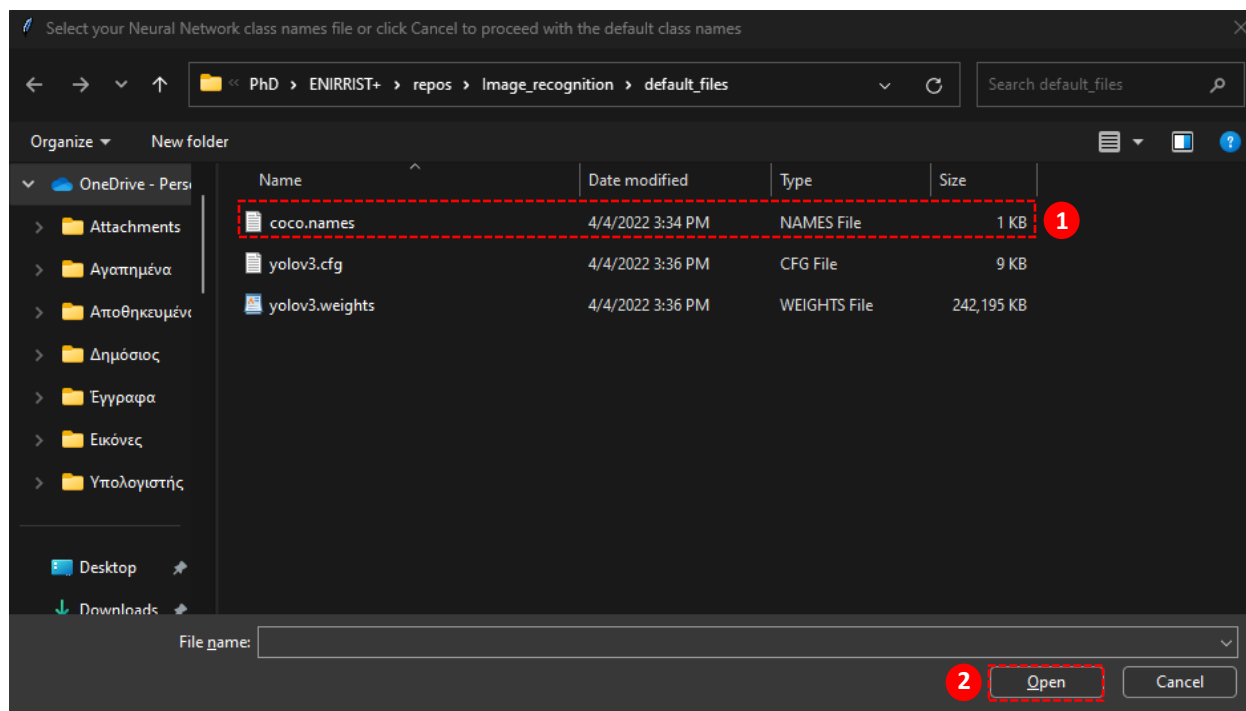 Select your Neural Network class names file or click Cancel to proceed with the default class names
« PhD > ENIRRIST+ > repos > Image_recognition > default_files
Search default_files
Organize New folder
OneDrive - Pers
Attachments
Αγαπημένα
Αποθηκευμένα
Δημόσιος
Έγγραφα
Εικόνες
Υπολογιστής
Desktop
Downloads
Name Date modified Type Size
coco.names 4/4/2022 3:34 PM NAMES File 1 KB 1
yolov3.cfg 4/4/2022 3:36 PM CFG File 9 KB
yolov3.weights 4/4/2022 3:36 PM WEIGHTS File 242,195 KB
File name:
2 Open Cancel